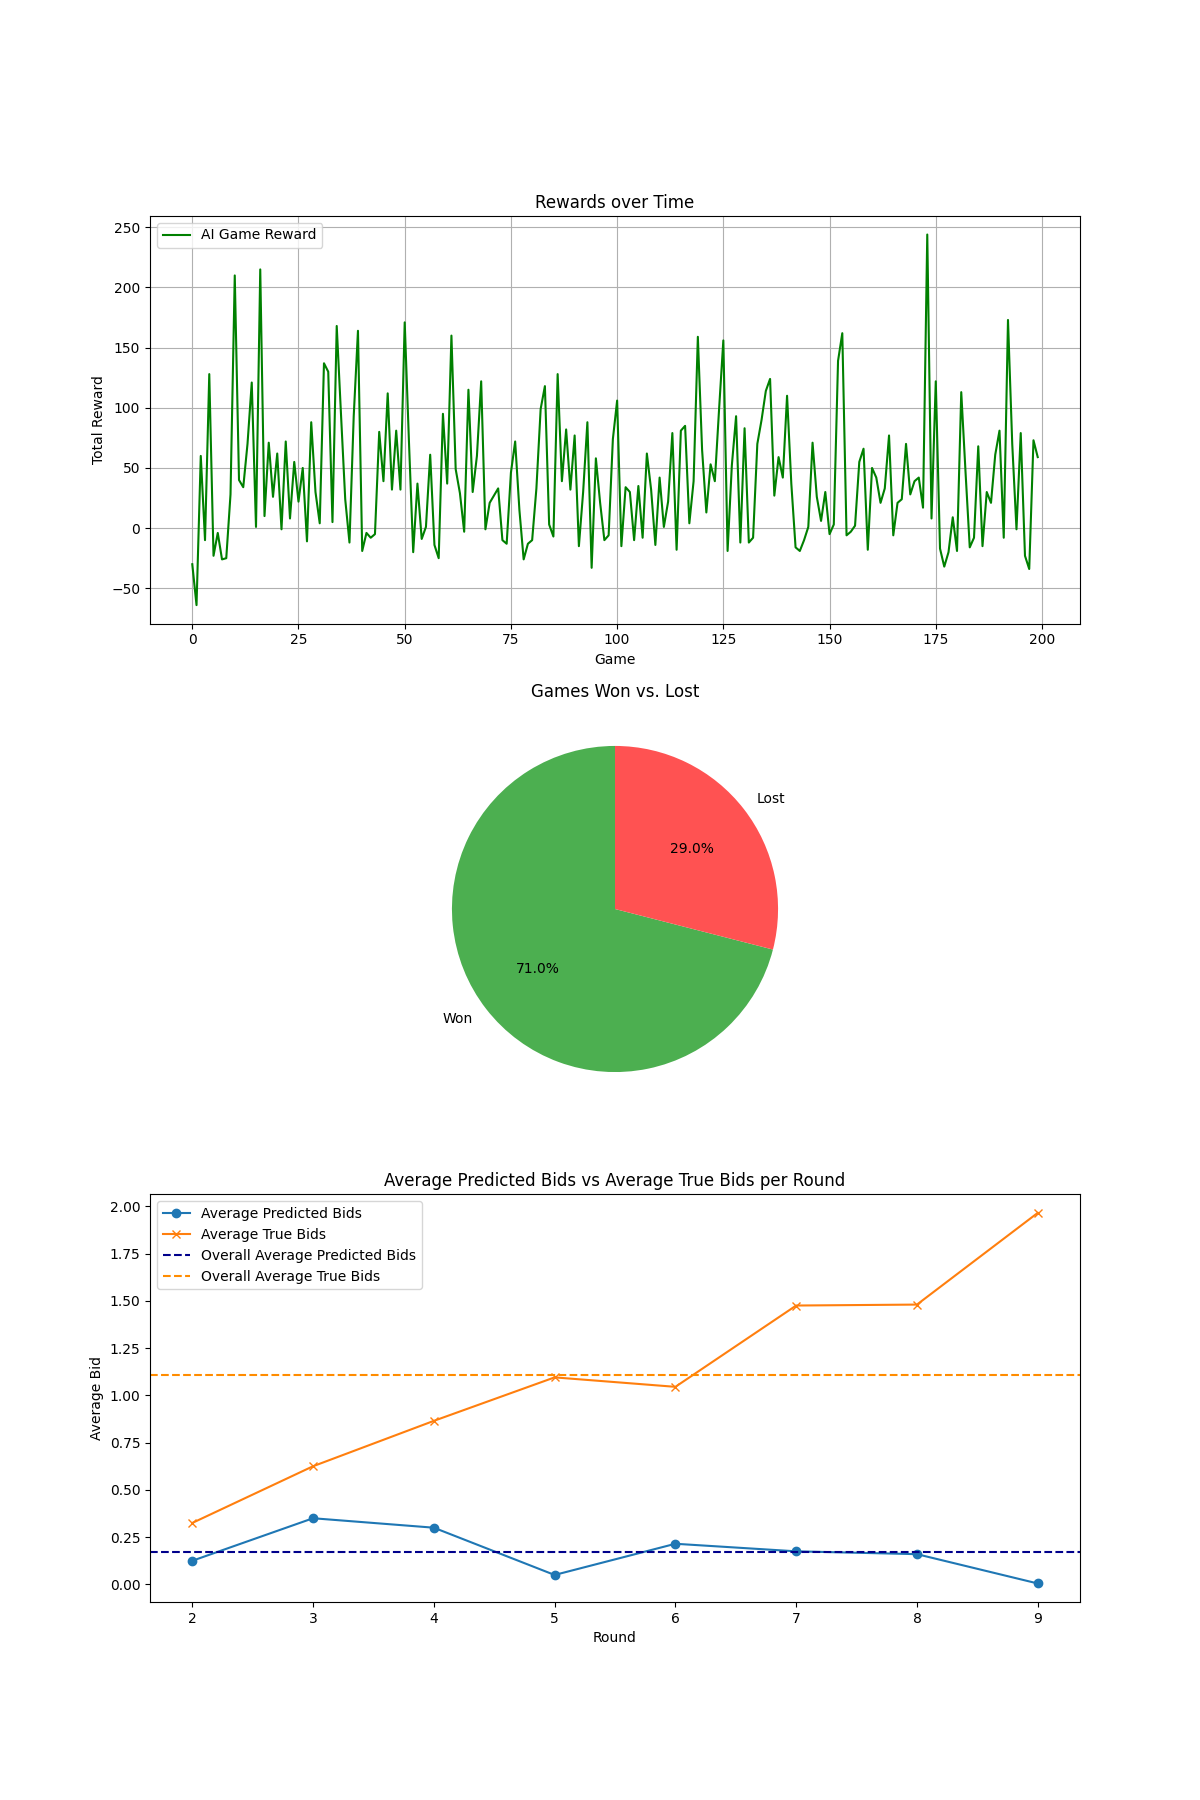 Rewards over Time
AI Game Reward
250
200
150
100
50
0
−50
Total Reward
0 25 50 75 100 125 150 175 200
Game
Games Won vs. Lost
Lost
29.0%
71.0%
Won
Average Predicted Bids vs Average True Bids per Round
Average Predicted Bids
Average True Bids
Overall Average Predicted Bids
Overall Average True Bids
2.00
1.75
1.50
1.25
1.00
0.75
0.50
0.25
0.00
Average Bid
2 3 4 5 6 7 8 9
Round